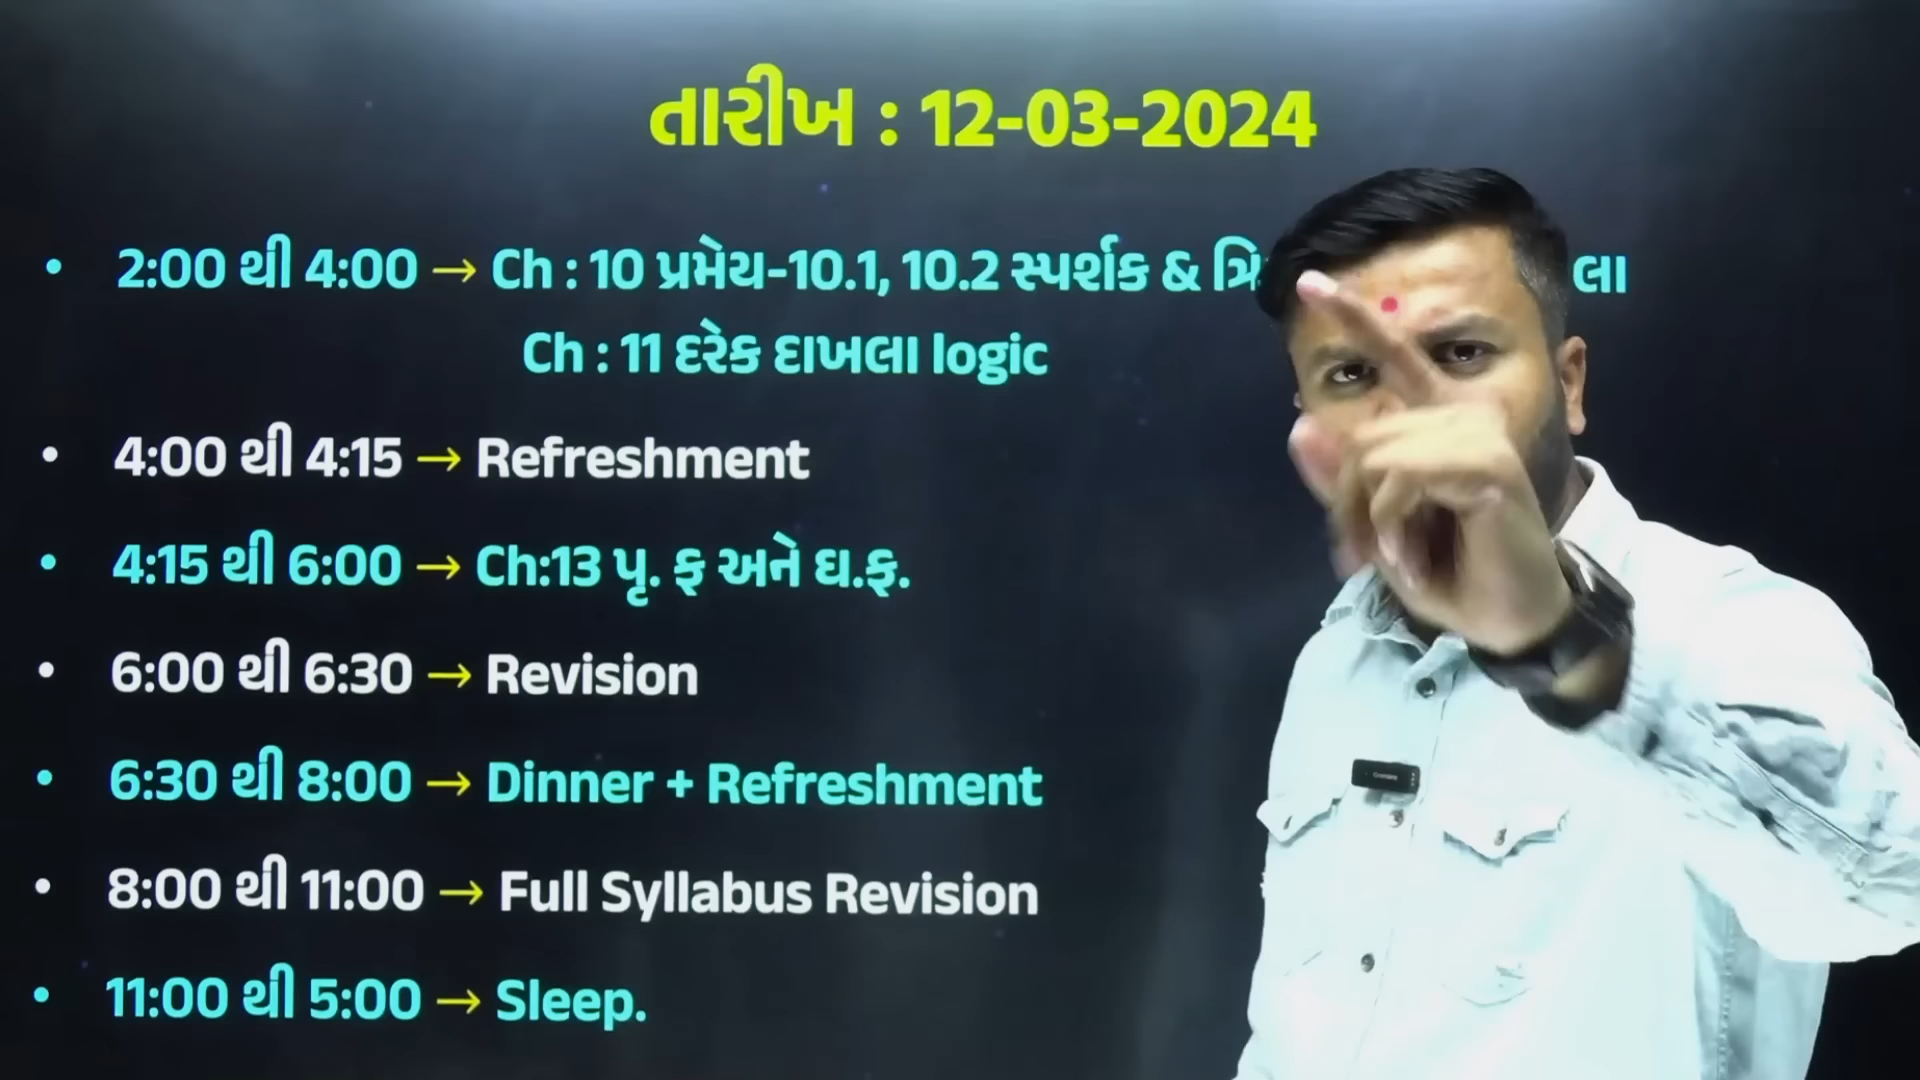 તારીખ : 12-03-2024
• 2:00 થી 4:00 → Ch : 10 પ્રમેય-10.1, 10.2 સ્પર્શક &
Ch : 11 દરેક દાખલા logic
• 4:00 થી 4:15 → Refreshment
• 4:15 થી 6:00 → Ch:13 પૃ. ફ અને ઘ.ફ.
• 6:00 થી 6:30 → Revision
• 6:30 થી 8:00 → Dinner + Refreshment
• 8:00 થી 11:00 → Full Syllabus Revision
• 11:00 થી 5:00 → Sleep.